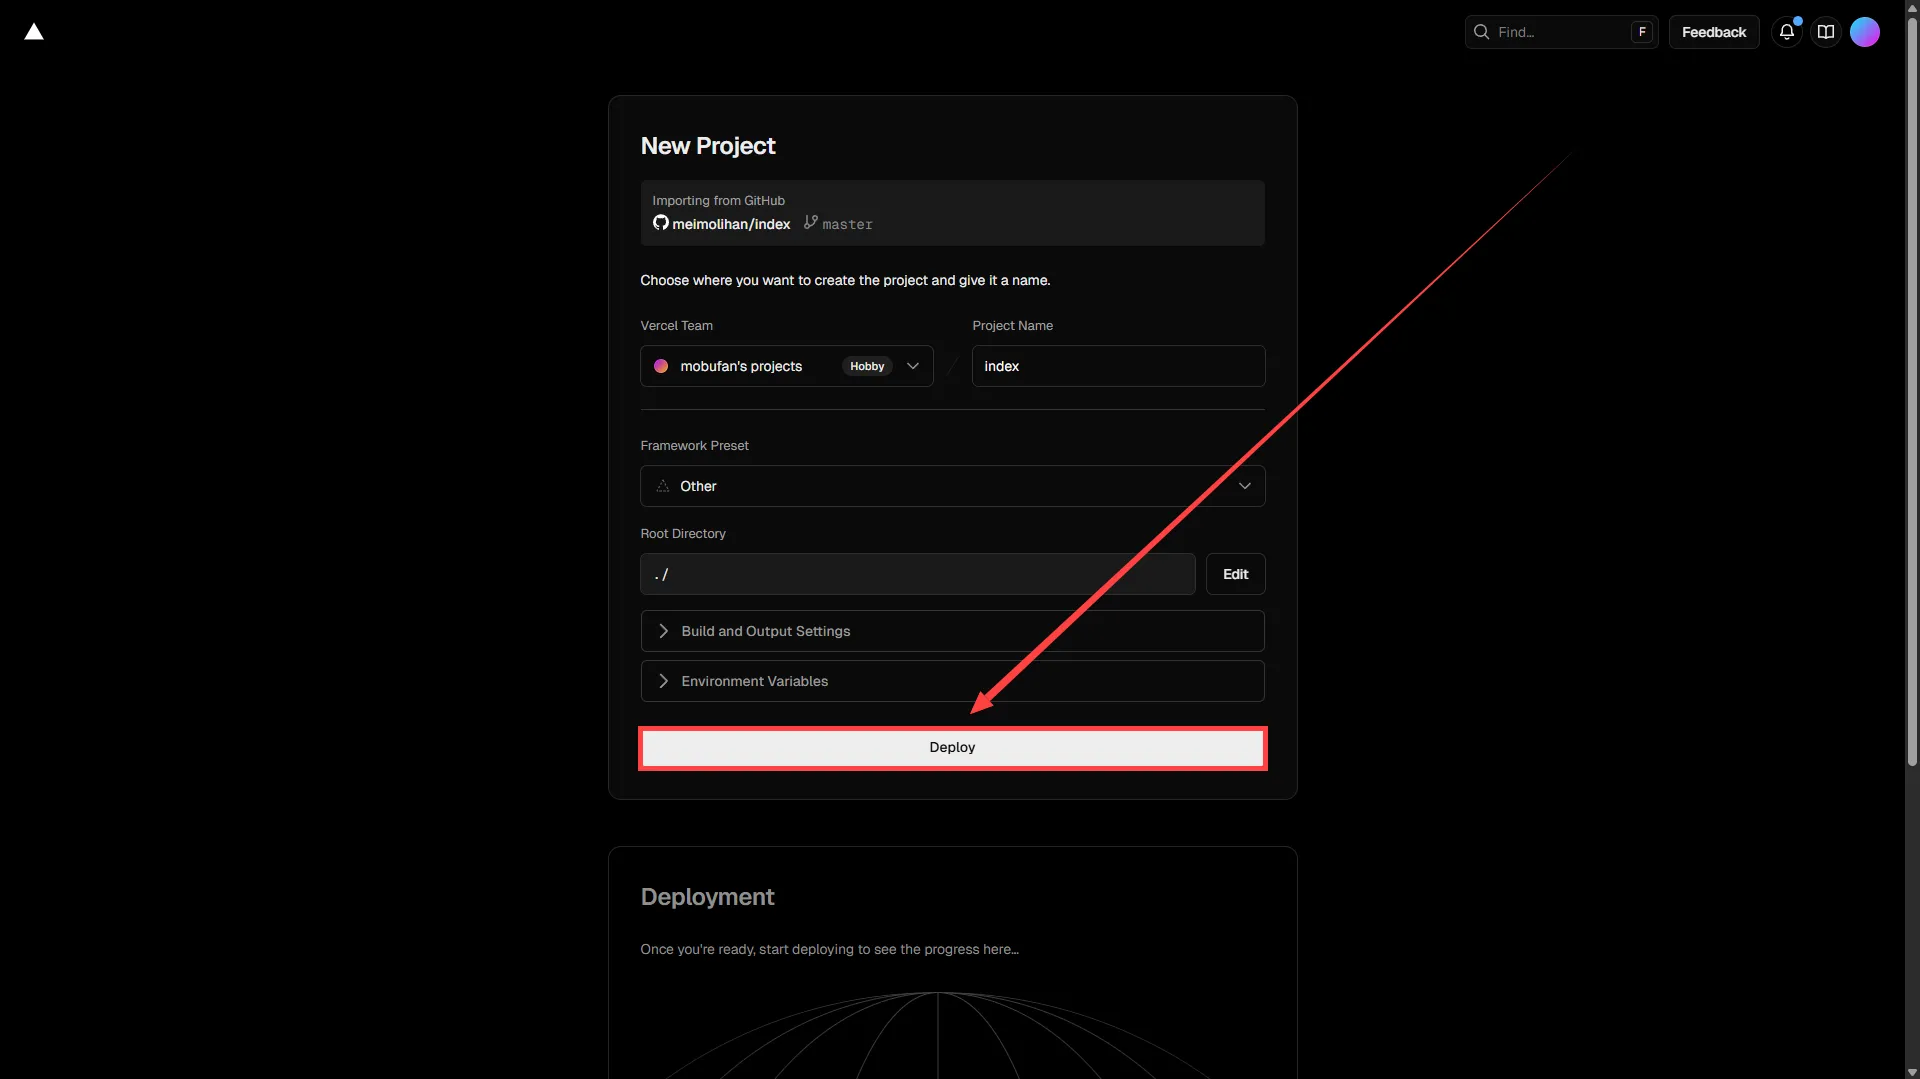 Find...
F
Feedback
New Project
Importing from GitHub
meimolihan/index master
Choose where you want to create the project and give it a name.
Vercel Team
Project Name
mobufan's projects Hobby
index
Framework Preset
Other
Root Directory
./
Edit
Build and Output Settings
Environment Variables
Deploy
Deployment
Once you're ready, start deploying to see the progress here...